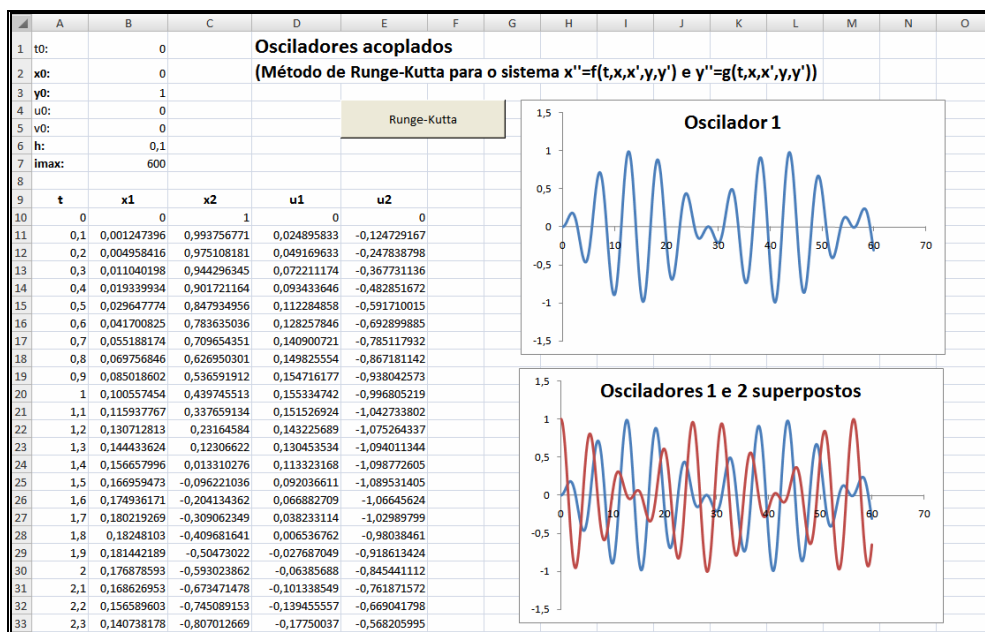 A B C D E F G H I J K L M N O
1 t0: 0 Osciladores acoplados
2 x0: 0 (Método de Runge-Kutta para o sistema x''=f(t,x,x',y,y') e y''=g(t,x,x',y,y'))
3 y0: 1
4 u0: 0
5 v0: 0
6 h: 0,1
7 imax: 600
8
Runge-Kutta
9 t x1 x2 u1 u2
10 0 0 1 0 0
11 0,1 0,001247396 0,993756771 0,024895833 -0,124729167
12 0,2 0,004958416 0,975108181 0,049169633 -0,247838798
13 0,3 0,011040198 0,944296345 0,072211174 -0,367731136
14 0,4 0,019339934 0,901721164 0,093433646 -0,482851672
15 0,5 0,029647774 0,847934956 0,112284858 -0,591710015
16 0,6 0,041700825 0,783635036 0,128257846 -0,692899885
17 0,7 0,055188174 0,709654351 0,140900721 -0,785117932
18 0,8 0,069756846 0,626950301 0,149825554 -0,867181142
19 0,9 0,085018602 0,536591912 0,154716177 -0,938042573
20 1 0,100557454 0,439745513 0,155334742 -0,996805219
21 1,1 0,115937767 0,337659134 0,151526924 -1,042733802
22 1,2 0,130712813 0,23164584 0,143225689 -1,075264337
23 1,3 0,144433624 0,12306622 0,130453534 -1,094011344
24 1,4 0,156657996 0,013310276 0,113323168 -1,098772605
25 1,5 0,166959473 -0,096221036 0,092036611 -1,089531405
26 1,6 0,174936171 -0,204134362 0,066882709 -1,06645624
27 1,7 0,180219269 -0,309062349 0,038233114 -1,02989799
28 1,8 0,18248103 -0,409681641 0,006536762 -0,98038461
29 1,9 0,181442189 -0,50473022 -0,027687049 -0,918613424
30 2 0,176878593 -0,593023862 -0,06385688 -0,845441112
31 2,1 0,168626953 -0,673471478 -0,101338549 -0,761871572
32 2,2 0,156589603 -0,745089153 -0,139455557 -0,669041798
33 2,3 0,140738178 -0,807012669 -0,17750037 -0,568205995
Oscilador 1
1,5
1
0,5
0
-0,5
-1
-1,5
0 10 20 30 40 50 60 70
Osciladores 1 e 2 superpostos
1,5
1
0,5
0
-0,5
-1
-1,5
0 10 20 30 40 50 60 70